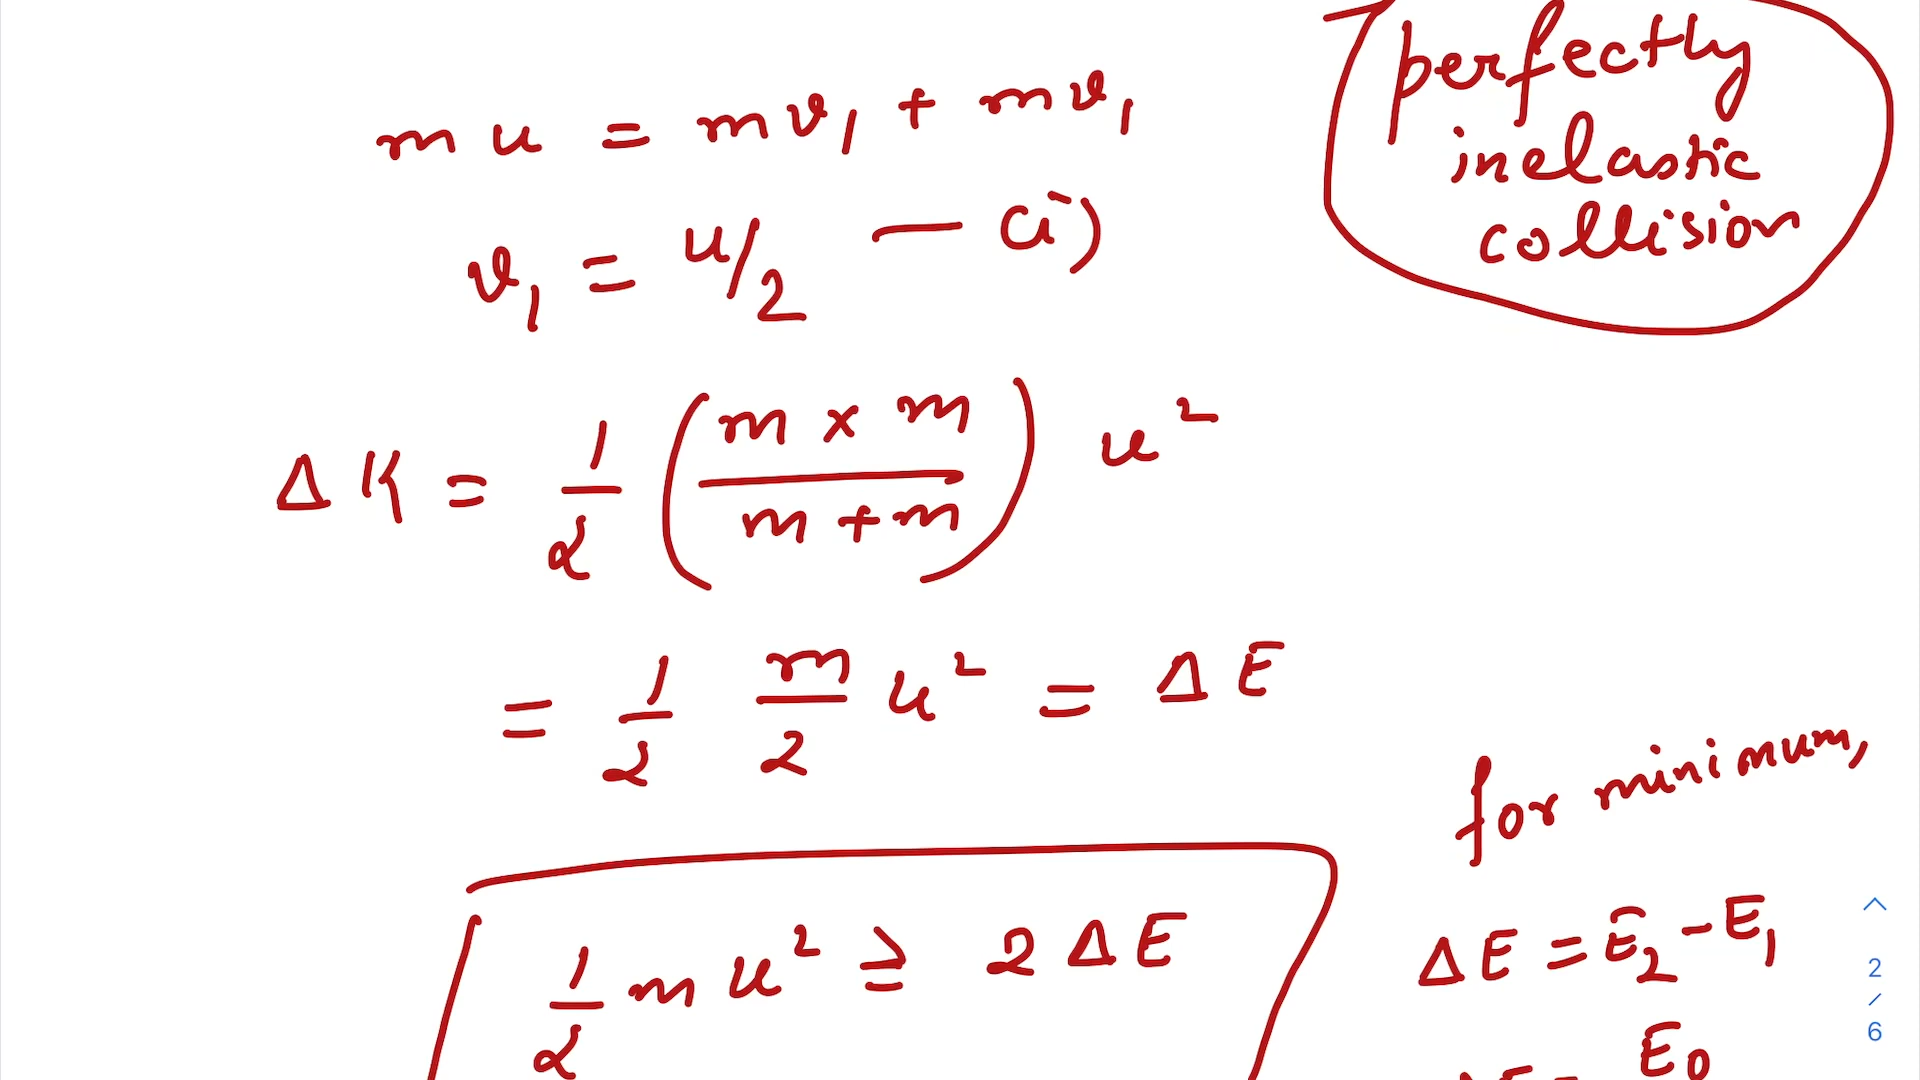 perfectly
inelastic
collision
mu = mv₁ + mv₁
v₁ = u/2 — (i)
ΔK = 1/2 (m × m / m + m) u²
= 1/2 m/2 u² = ΔE
for minimum,
1/2 mu² ≥ 2ΔE
ΔE = E₂ - E₁
E₀
2
/
6